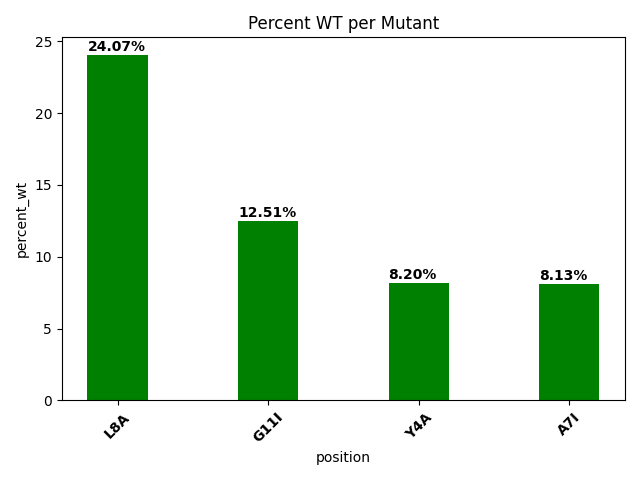 Percent WT per Mutant
25
20
15
10
5
0
percent_wt
24.07%
12.51%
8.20%
8.13%
L8A
G11I
Y4A
A7I
position